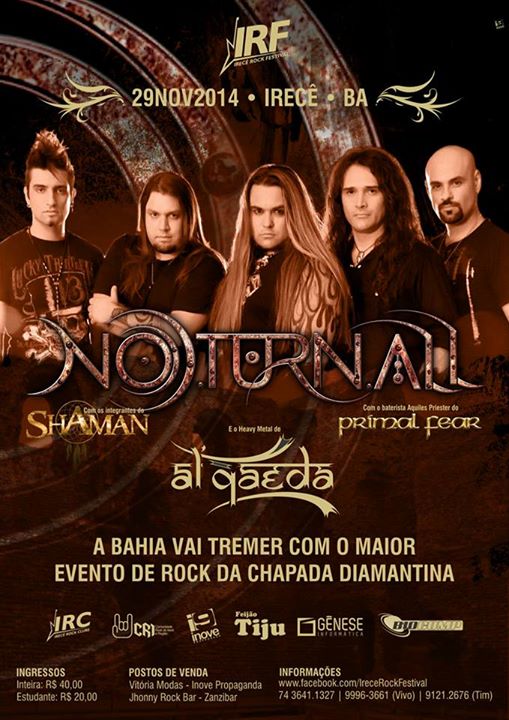 IRF
IRECÊ ROCK FESTIVAL
29NOV2014 • IRECÊ • BA
NO.TURN.ALL
Com os integrantes do
SHAMAN
Com o baterista Aquiles Priester do
PRIMAL FEAR
E o Heavy Metal de
al'qaeda
A BAHIA VAI TREMER COM O MAIOR
EVENTO DE ROCK DA CHAPADA DIAMANTINA
IRC
IRECÊ ROCK CLUBE
CRI
inove
Feijão
Tiju
GÊNESE
INFORMÁTICA
INGRESSOS
Inteira: R$ 40,00
Estudante: R$ 20,00
POSTOS DE VENDA
Vitória Modas - Inove Propaganda
Jhonny Rock Bar - Zanzibar
INFORMAÇÕES
www.facebook.com/IreceRockFestival
74 3641.1327 | 9996-3661 (Vivo) | 9121.2676 (Tim)